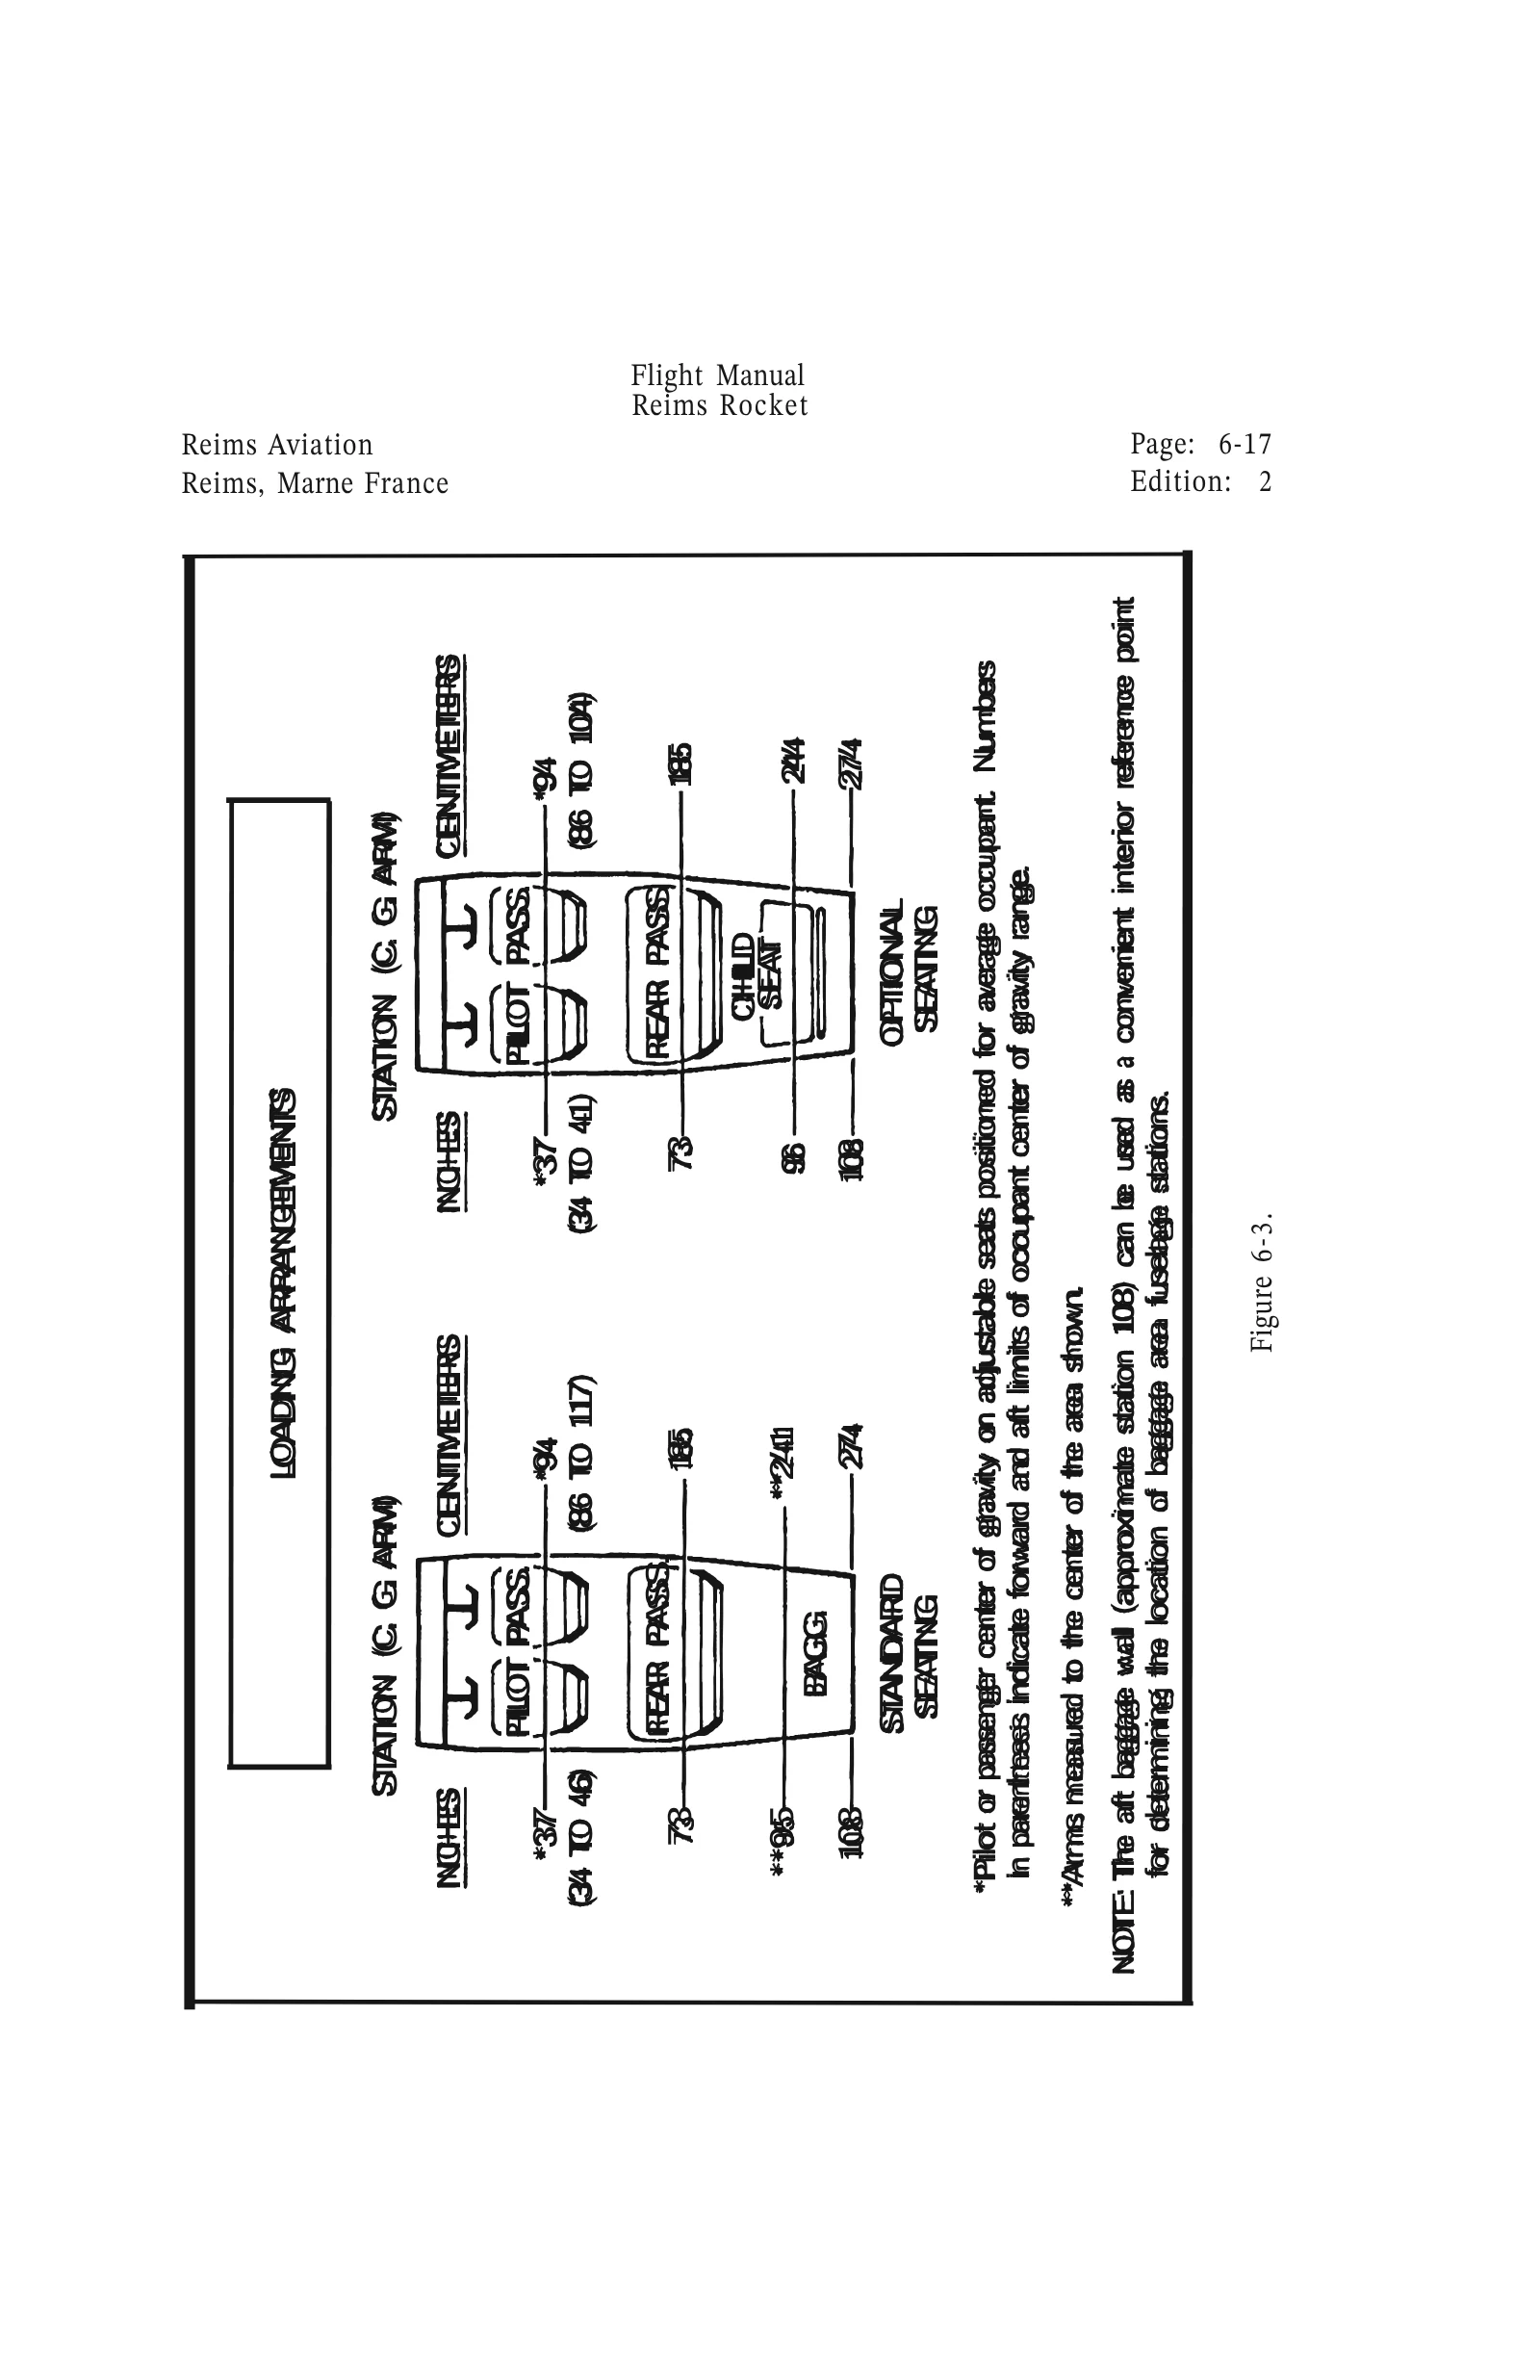 Flight Manual
Reims Rocket
Reims Aviation
Reims, Marne France
Page: 6-17
Edition: 2
LOADING ARRANGEMENTS
STATION (C. G. ARM)
INCHES
CENTIMETERS
*37
*94
(34 TO 46)
(86 TO 117)
73
185
**95
**241
108
274
PILOT
PASS.
REAR PASS.
BAGG.
STANDARD
SEATING
STATION (C. G. ARM)
INCHES
CENTIMETERS
*37
*94
(34 TO 41)
(86 TO 104)
73
185
96
244
108
274
PILOT
PASS.
REAR PASS.
CHILD
SEAT
OPTIONAL
SEATING
*Pilot or passenger center of gravity on adjustable seats positioned for average occupant. Numbers
in parenthesis indicate forward and aft limits of occupant center of gravity range.
**Arms measured to the center of the area shown.
NOTE: The aft baggage wall (approximate station 108) can be used as a convenient interior reference point
for determining the location of baggage area fuselage stations.
Figure 6-3.